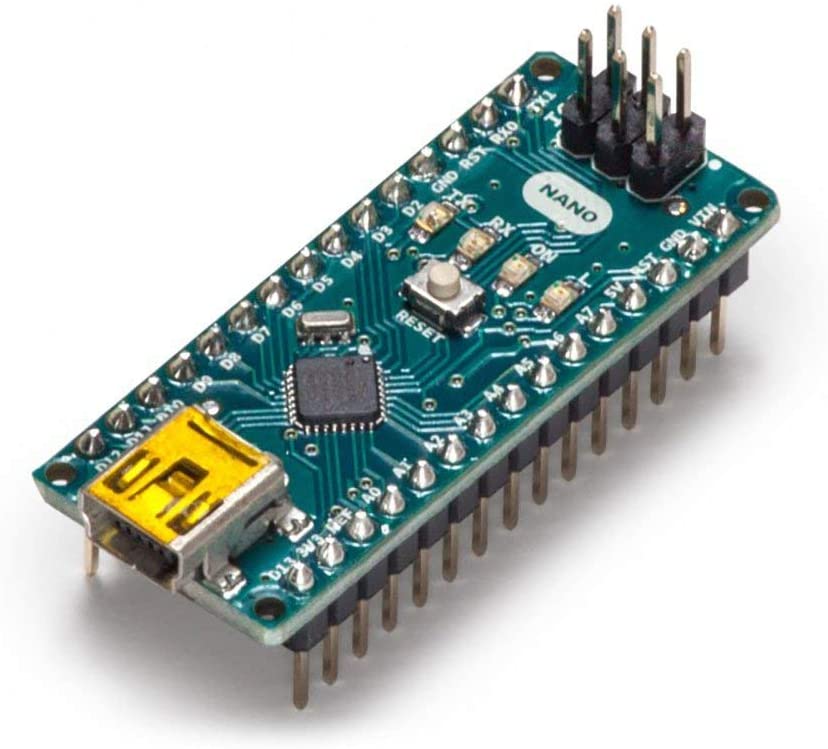 TX1
RX0
RST
GND
D2
D3
D4
D5
D6
D7
D8
D9
D10
D11
D12
NANO
TX
RX
ON
L
RESET
VIN
GND
RST
5V
A7
A6
A5
A4
A3
A2
A1
A0
REF
3V3
D13